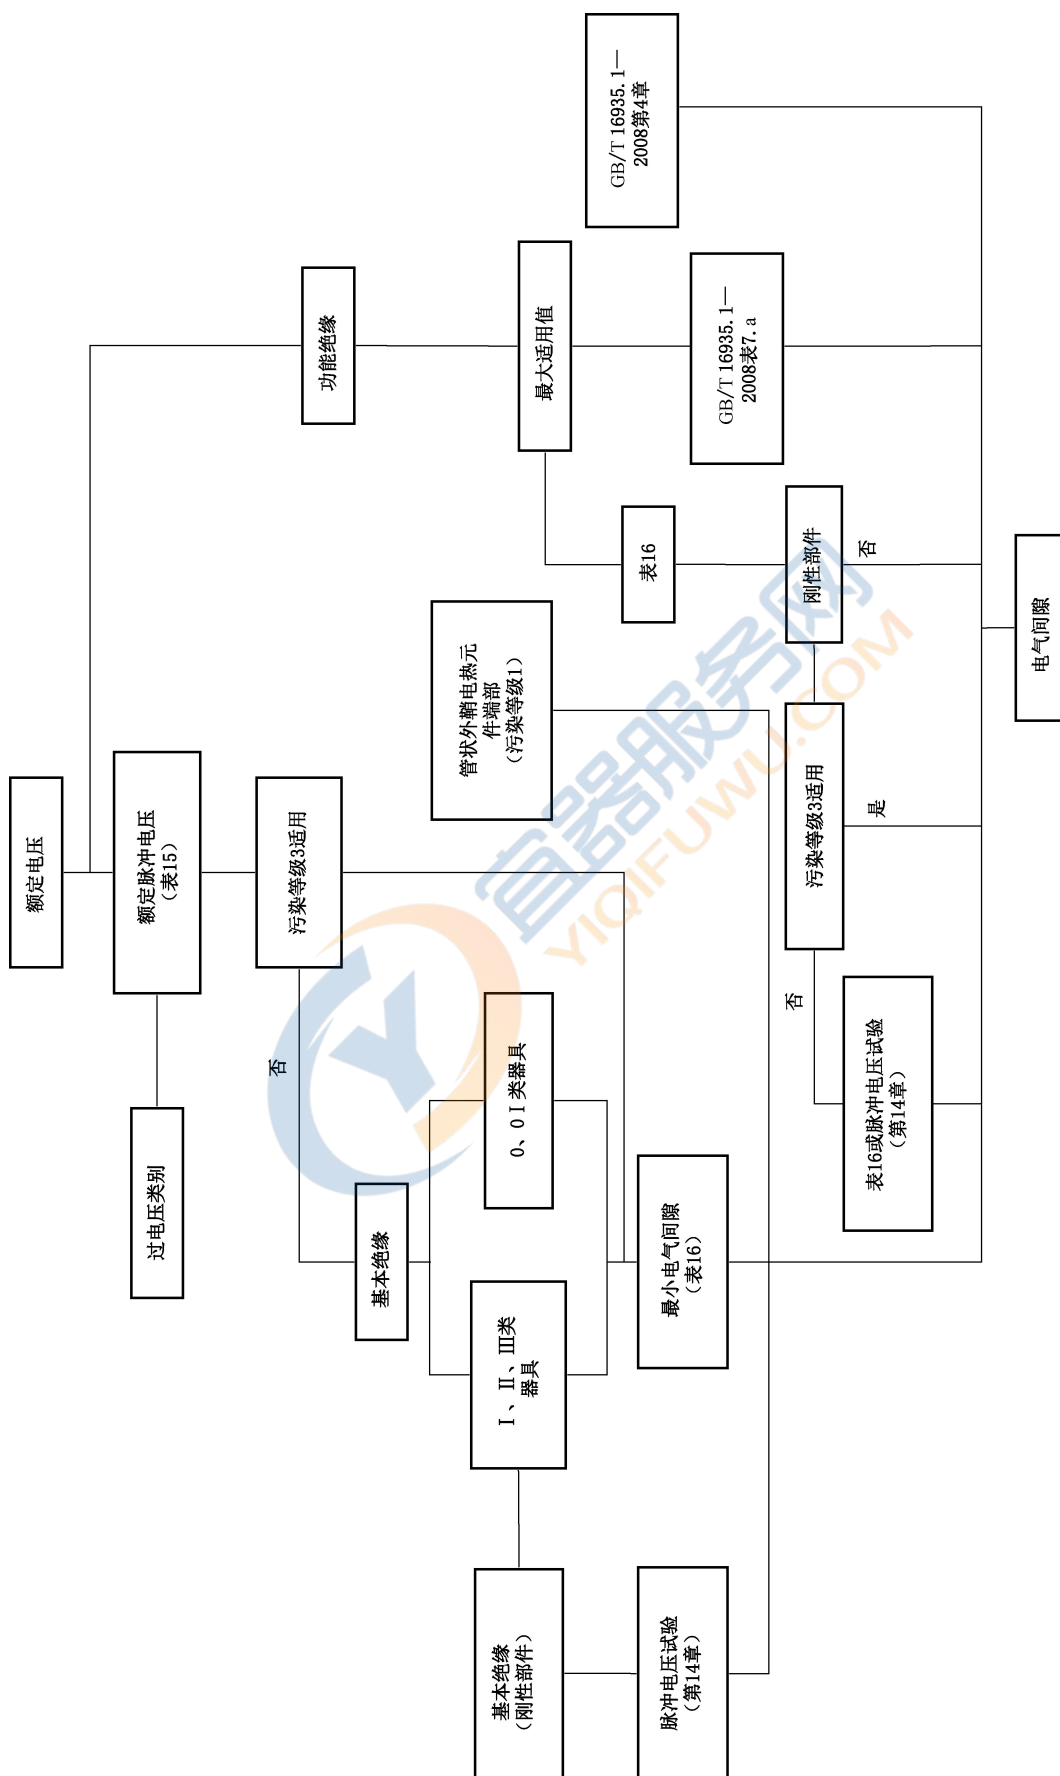 额定电压
过电压类别
额定脉冲电压
(表15)
污染等级3适用
功能绝缘
否
基本绝缘
基本绝缘
(刚性部件)
Ⅰ、Ⅱ、Ⅲ类
器具
0、0Ⅰ类器具
管状外鞘电热元
件端部
(污染等级1)
最大适用值
GB/T 16935.1—
2008第4章
脉冲电压试验
(第14章)
最小电气间隙
(表16)
表16
GB/T 16935.1—
2008表7.a
否
污染等级3适用
刚性部件
表16或脉冲电压试验
(第14章)
是
否
电气间隙
宜器服务网
YIQIFUWU.COM